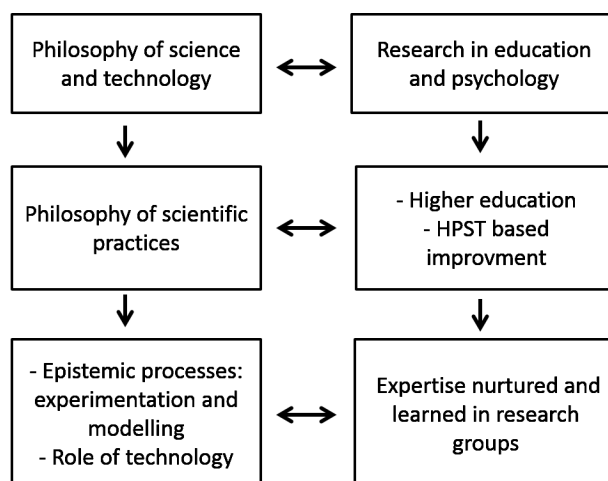 Philosophy of science
and technology
Research in education
and psychology
Philosophy of scientific
practices
- Higher education
- HPST based
improvment
- Epistemic processes:
experimentation and
modelling
- Role of technology
Expertise nurtured and
learned in research
groups